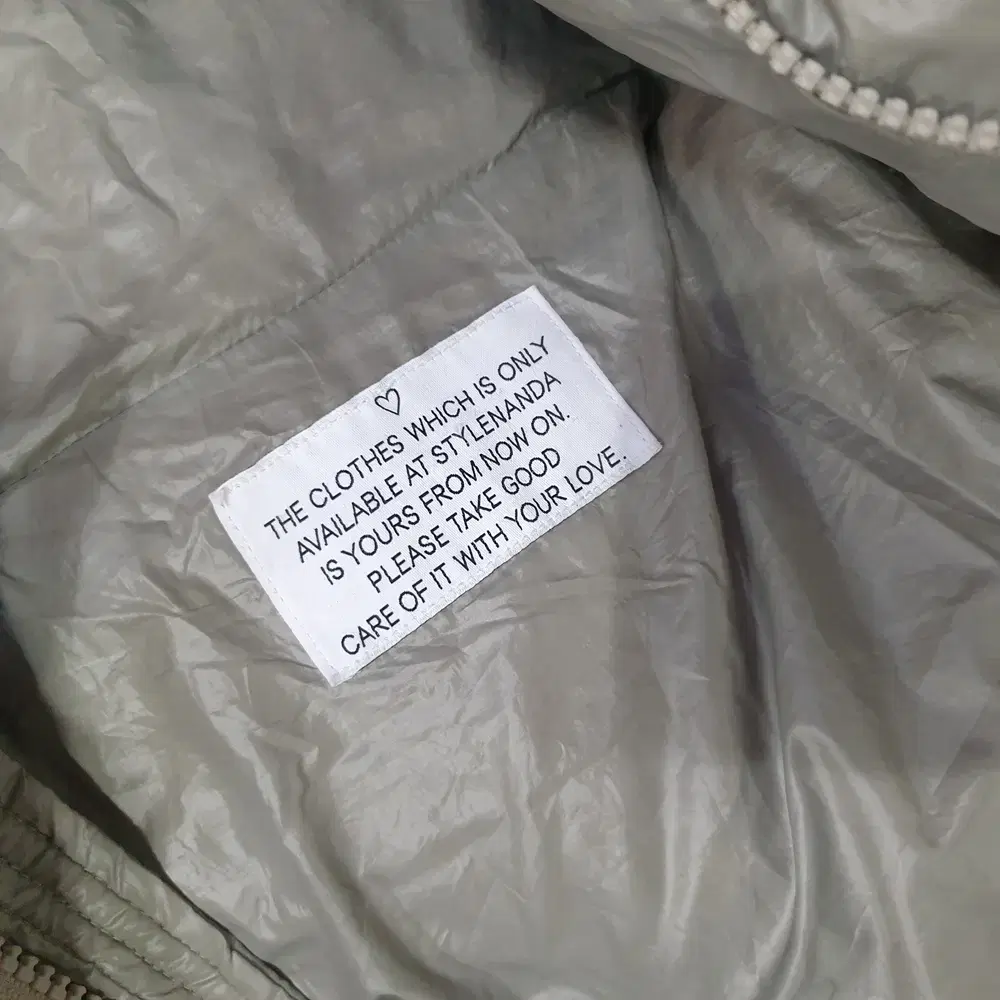 THE CLOTHES WHICH IS ONLY
AVAILABLE AT STYLENANDA
IS YOURS FROM NOW ON.
PLEASE TAKE GOOD
CARE OF IT WITH YOUR LOVE.